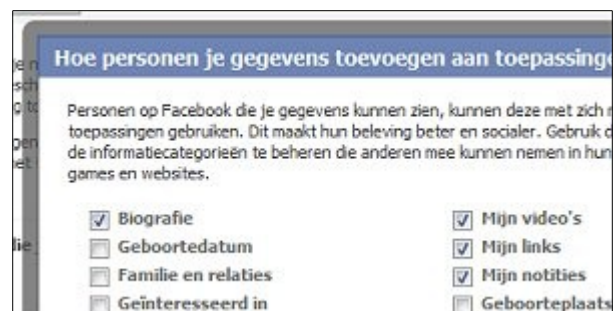 Hoe personen je gegevens toevoegen aan toepassinge
Personen op Facebook die je gegevens kunnen zien, kunnen deze met zich
toepassingen gebruiken. Dit maakt hun beleving beter en socialer. Gebruik
de informatiecategorieën te beheren die anderen mee kunnen nemen in hun
games en websites.
Biografie
Mijn video's
Geboortedatum
Mijn links
Familie en relaties
Mijn notities
Geïnteresseerd in
Geboorteplaats